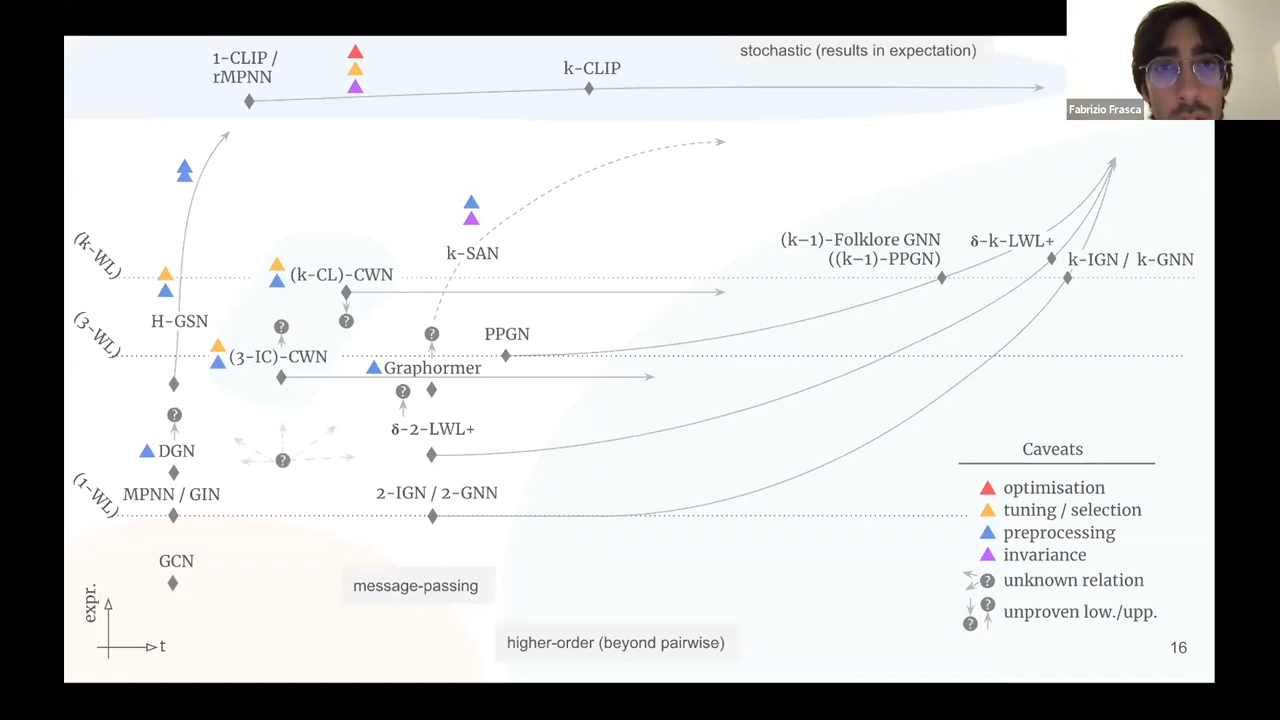 stochastic (results in expectation)
1-CLIP /
rMPNN
k-CLIP
Fabrizio Frasca
(k-WL)
(k-CL)-CWN
k-SAN
(k-1)-Folklore GNN
((k-1)-PPGN)
δ-k-LWL+
k-IGN / k-GNN
H-GSN
?
(3-WL)
?
?
PPGN
(3-IC)-CWN
Graphormer
?
?
δ-2-LWL+
DGN
?
(1-WL)
MPNN / GIN
2-IGN / 2-GNN
GCN
message-passing
higher-order (beyond pairwise)
expr.
t
Caveats
optimisation
tuning / selection
preprocessing
invariance
? unknown relation
? ? unproven low./upp.
16